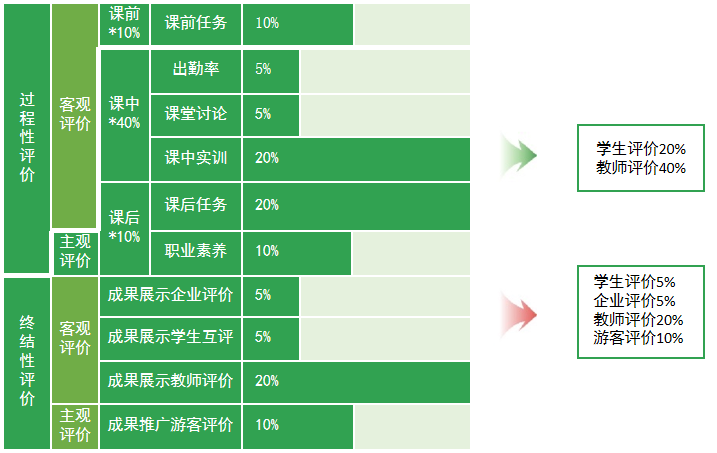 过程性评价
客观
评价
课前
*10%
课前任务
10%
课中
*40%
出勤率
5%
课堂讨论
5%
课中实训
20%
课后
*10%
课后任务
20%
主观
评价
职业素养
10%
学生评价20%
教师评价40%
终结性评价
客观
评价
成果展示企业评价
5%
成果展示学生互评
5%
成果展示教师评价
20%
主观
评价
成果推广游客评价
10%
学生评价5%
企业评价5%
教师评价20%
游客评价10%